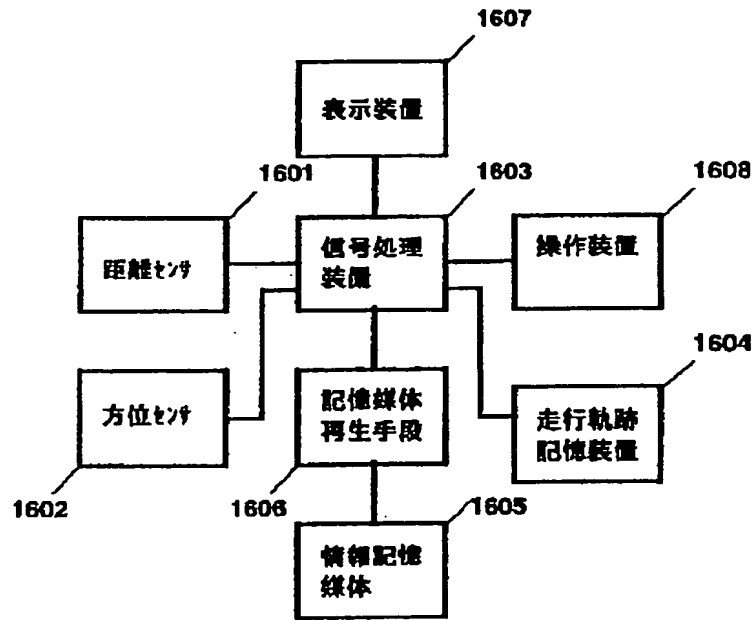 1607
表示装置
1601
1603
1608
距離ｾﾝｻ
信号処理
装置
操作装置
1604
方位ｾﾝｻ
記憶媒体
再生手段
走行軌跡
記憶装置
1602
1606
1605
情報記憶
媒体